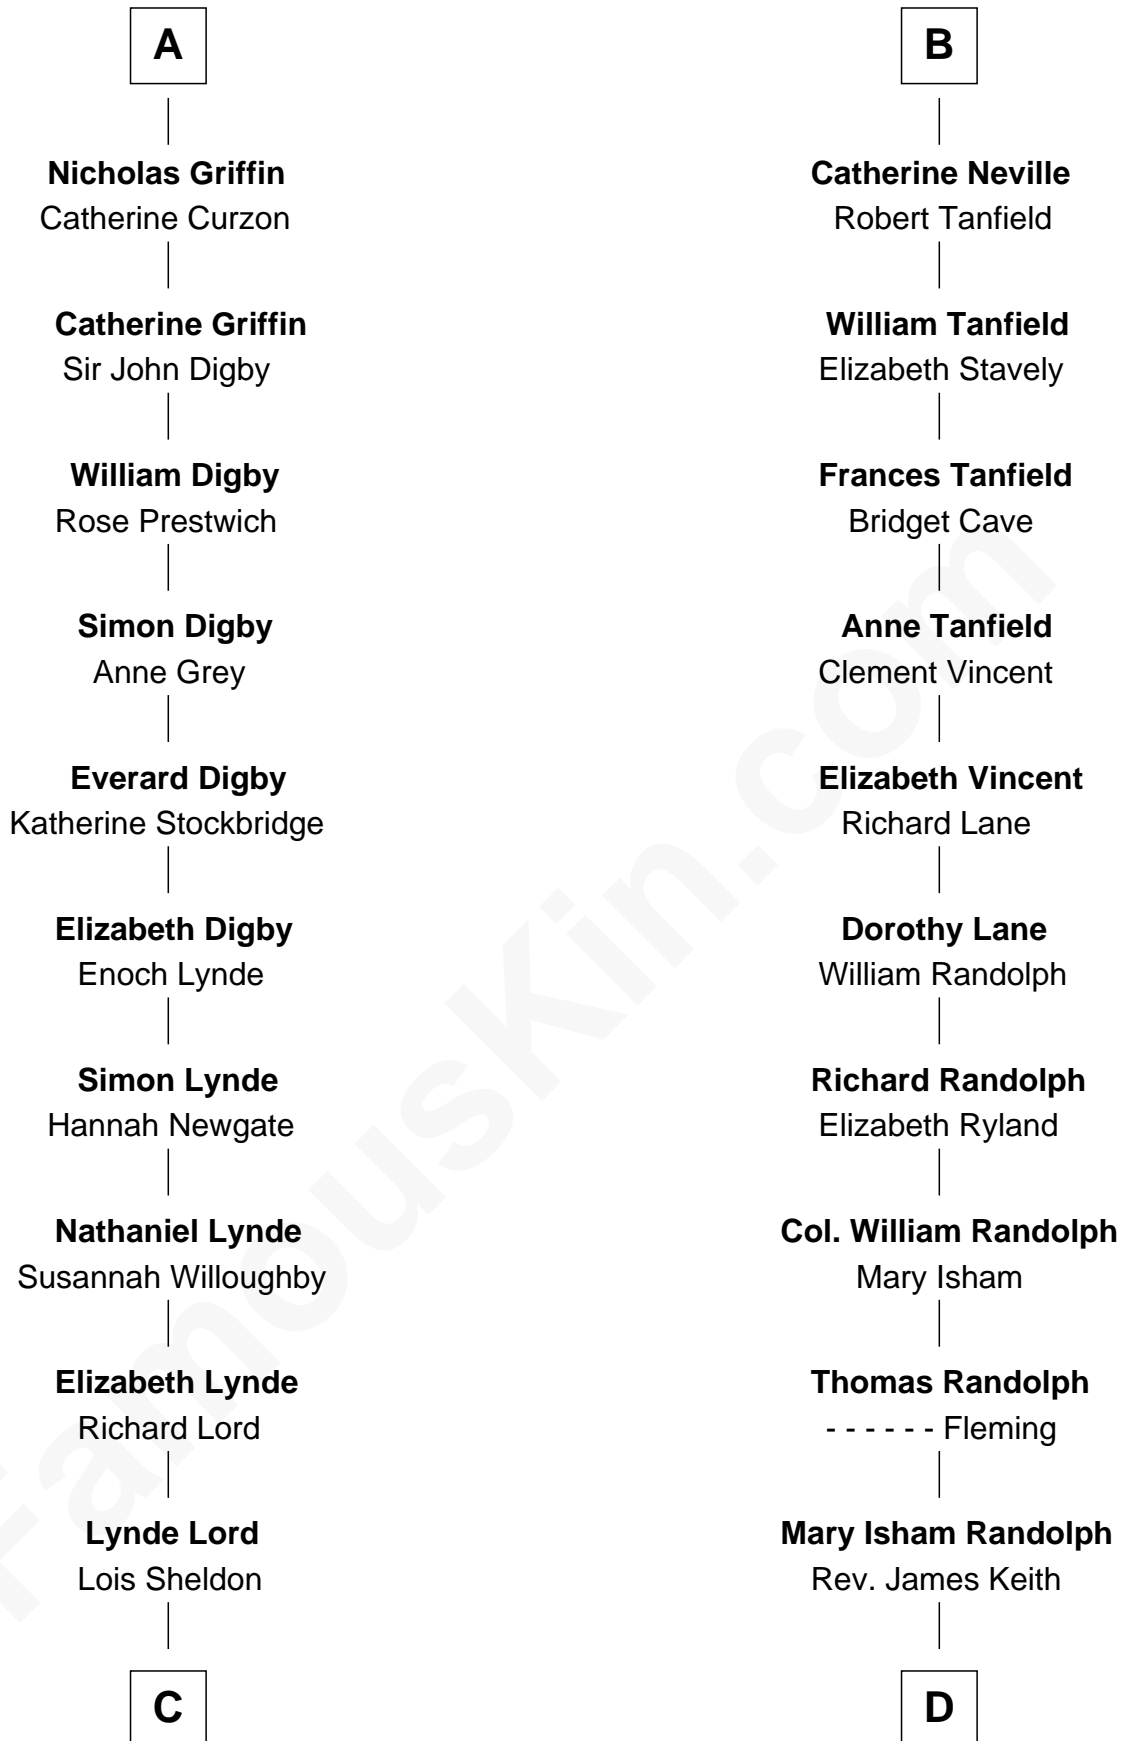 A
Nicholas Griffin
Catherine Curzon
Catherine Griffin
Sir John Digby
William Digby
Rose Prestwich
Simon Digby
Anne Grey
Everard Digby
Katherine Stockbridge
Elizabeth Digby
Enoch Lynde
Simon Lynde
Hannah Newgate
Nathaniel Lynde
Susannah Willoughby
Elizabeth Lynde
Richard Lord
Lynde Lord
Lois Sheldon
C
B
Catherine Neville
Robert Tanfield
William Tanfield
Elizabeth Stavely
Frances Tanfield
Bridget Cave
Anne Tanfield
Clement Vincent
Elizabeth Vincent
Richard Lane
Dorothy Lane
William Randolph
Richard Randolph
Elizabeth Ryland
Col. William Randolph
Mary Isham
Thomas Randolph
- - - - - - Fleming
Mary Isham Randolph
Rev. James Keith
D
FamousKin.com